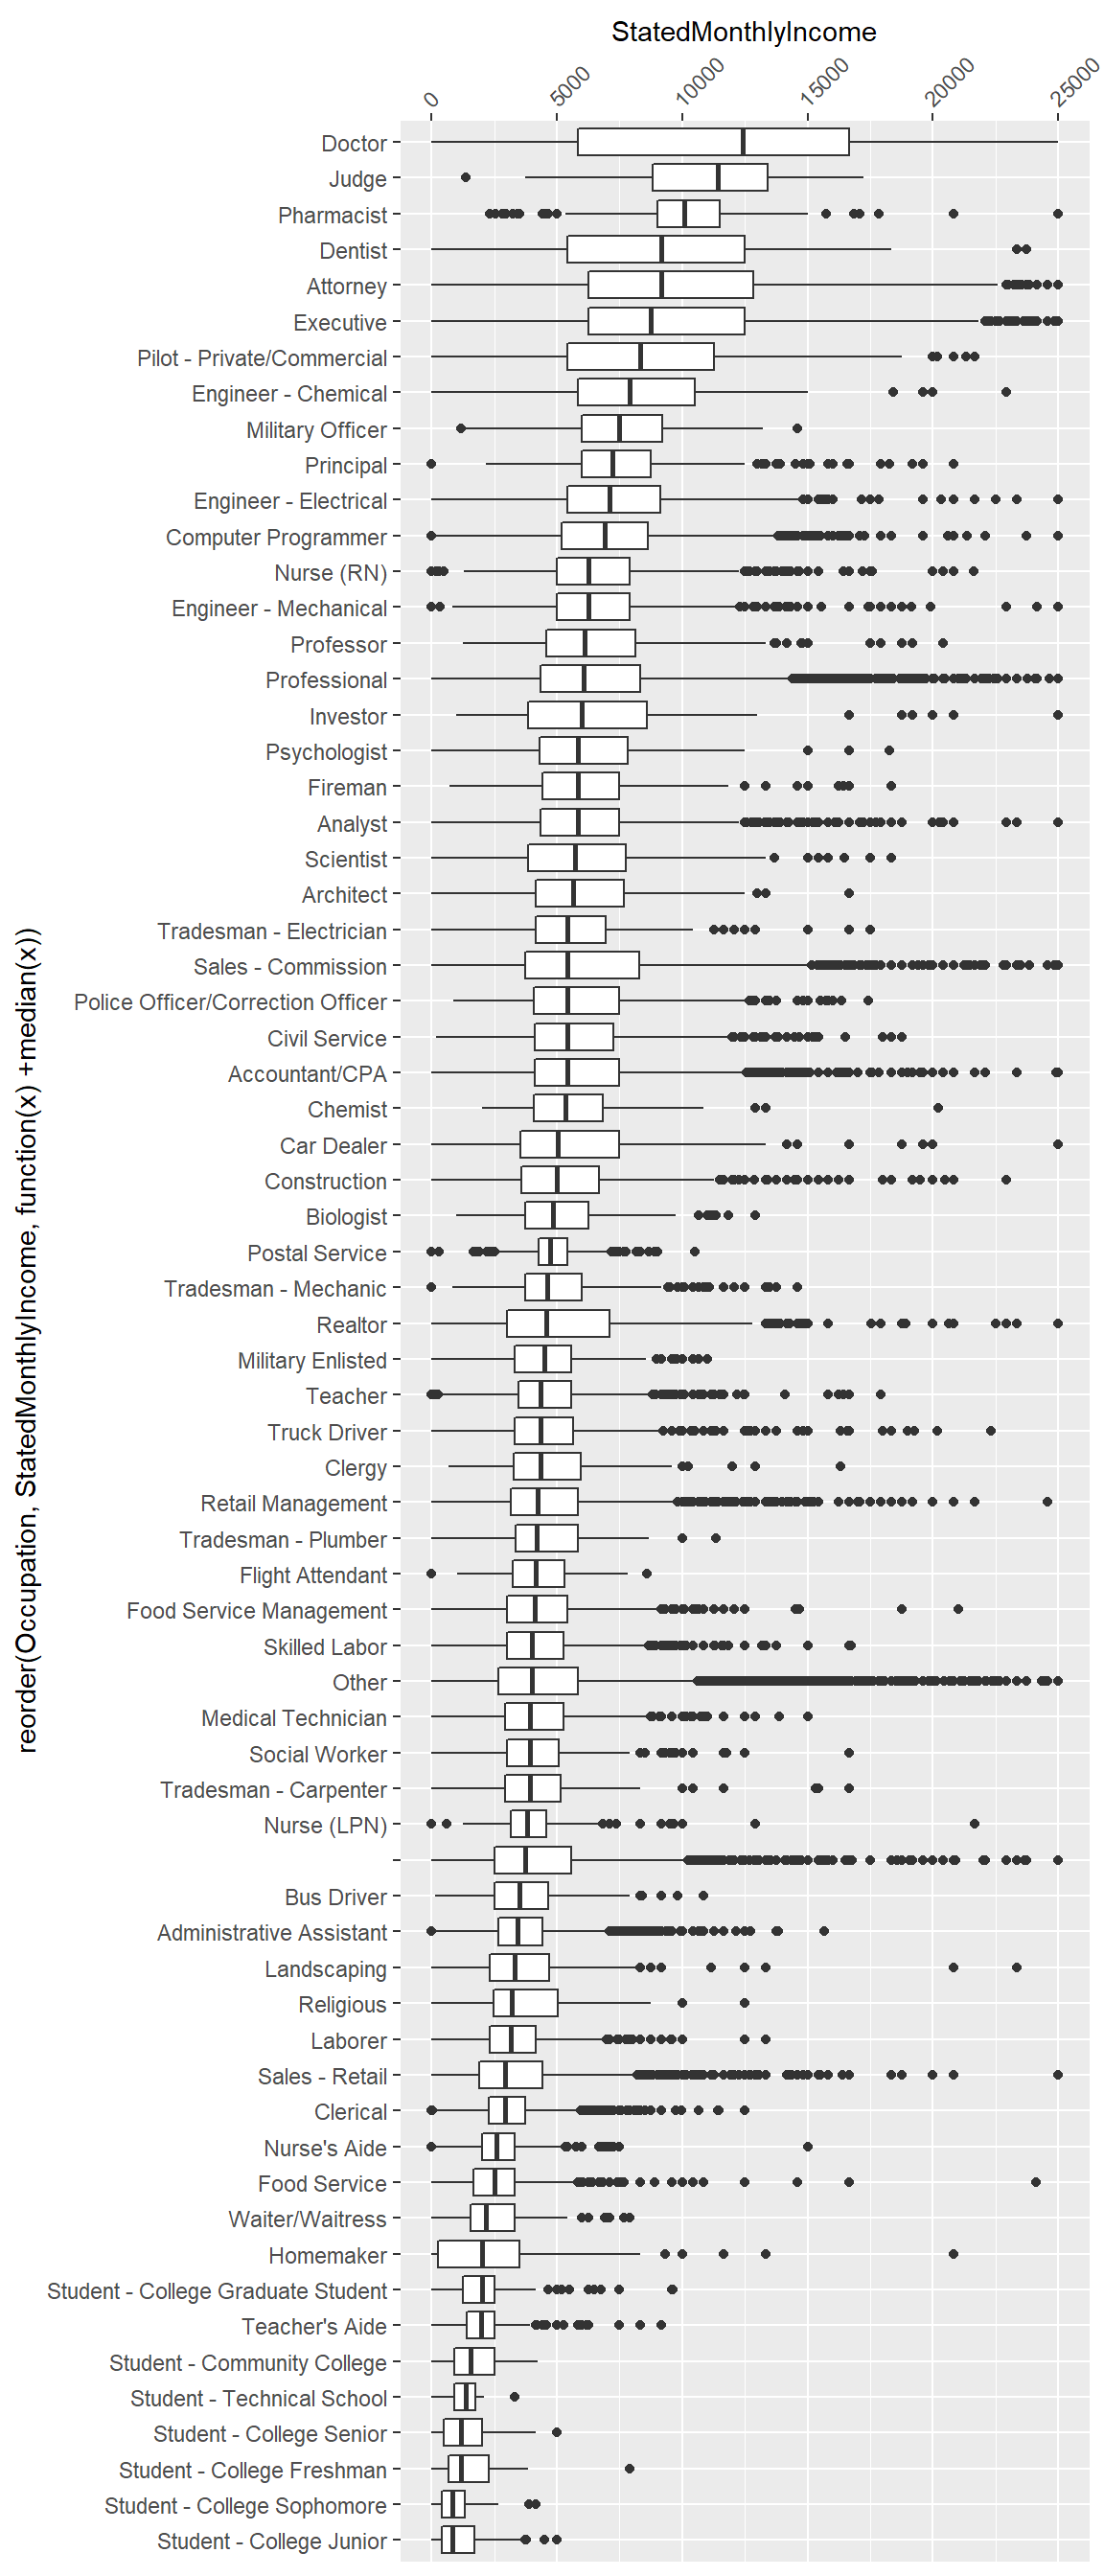 StatedMonthlyIncome
0
5000
10000
15000
20000
25000
Doctor
Judge
Pharmacist
Dentist
Attorney
Executive
Pilot - Private/Commercial
Engineer - Chemical
Military Officer
Principal
Engineer - Electrical
Computer Programmer
Nurse (RN)
Engineer - Mechanical
Professor
Professional
Investor
Psychologist
Fireman
Analyst
Scientist
Architect
Tradesman - Electrician
Sales - Commission
Police Officer/Correction Officer
Civil Service
Accountant/CPA
Chemist
Car Dealer
Construction
Biologist
Postal Service
Tradesman - Mechanic
Realtor
Military Enlisted
Teacher
Truck Driver
Clergy
Retail Management
Tradesman - Plumber
Flight Attendant
Food Service Management
Skilled Labor
Other
Medical Technician
Social Worker
Tradesman - Carpenter
Nurse (LPN)
Bus Driver
Administrative Assistant
Landscaping
Religious
Laborer
Sales - Retail
Clerical
Nurse's Aide
Food Service
Waiter/Waitress
Homemaker
Student - College Graduate Student
Teacher's Aide
Student - Community College
Student - Technical School
Student - College Senior
Student - College Freshman
Student - College Sophomore
Student - College Junior
reorder(Occupation, StatedMonthlyIncome, function(x) +median(x))